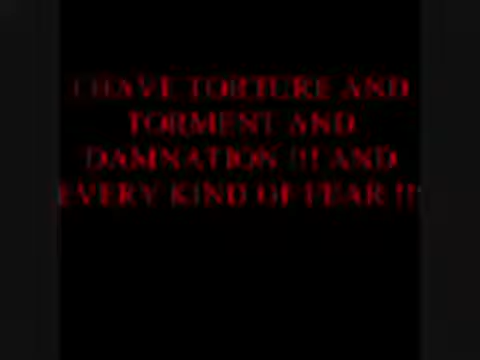 I HAVE TORTURE AND
TORMENT AND
DAMNATION !!! AND
EVERY KIND OF FEAR !!!